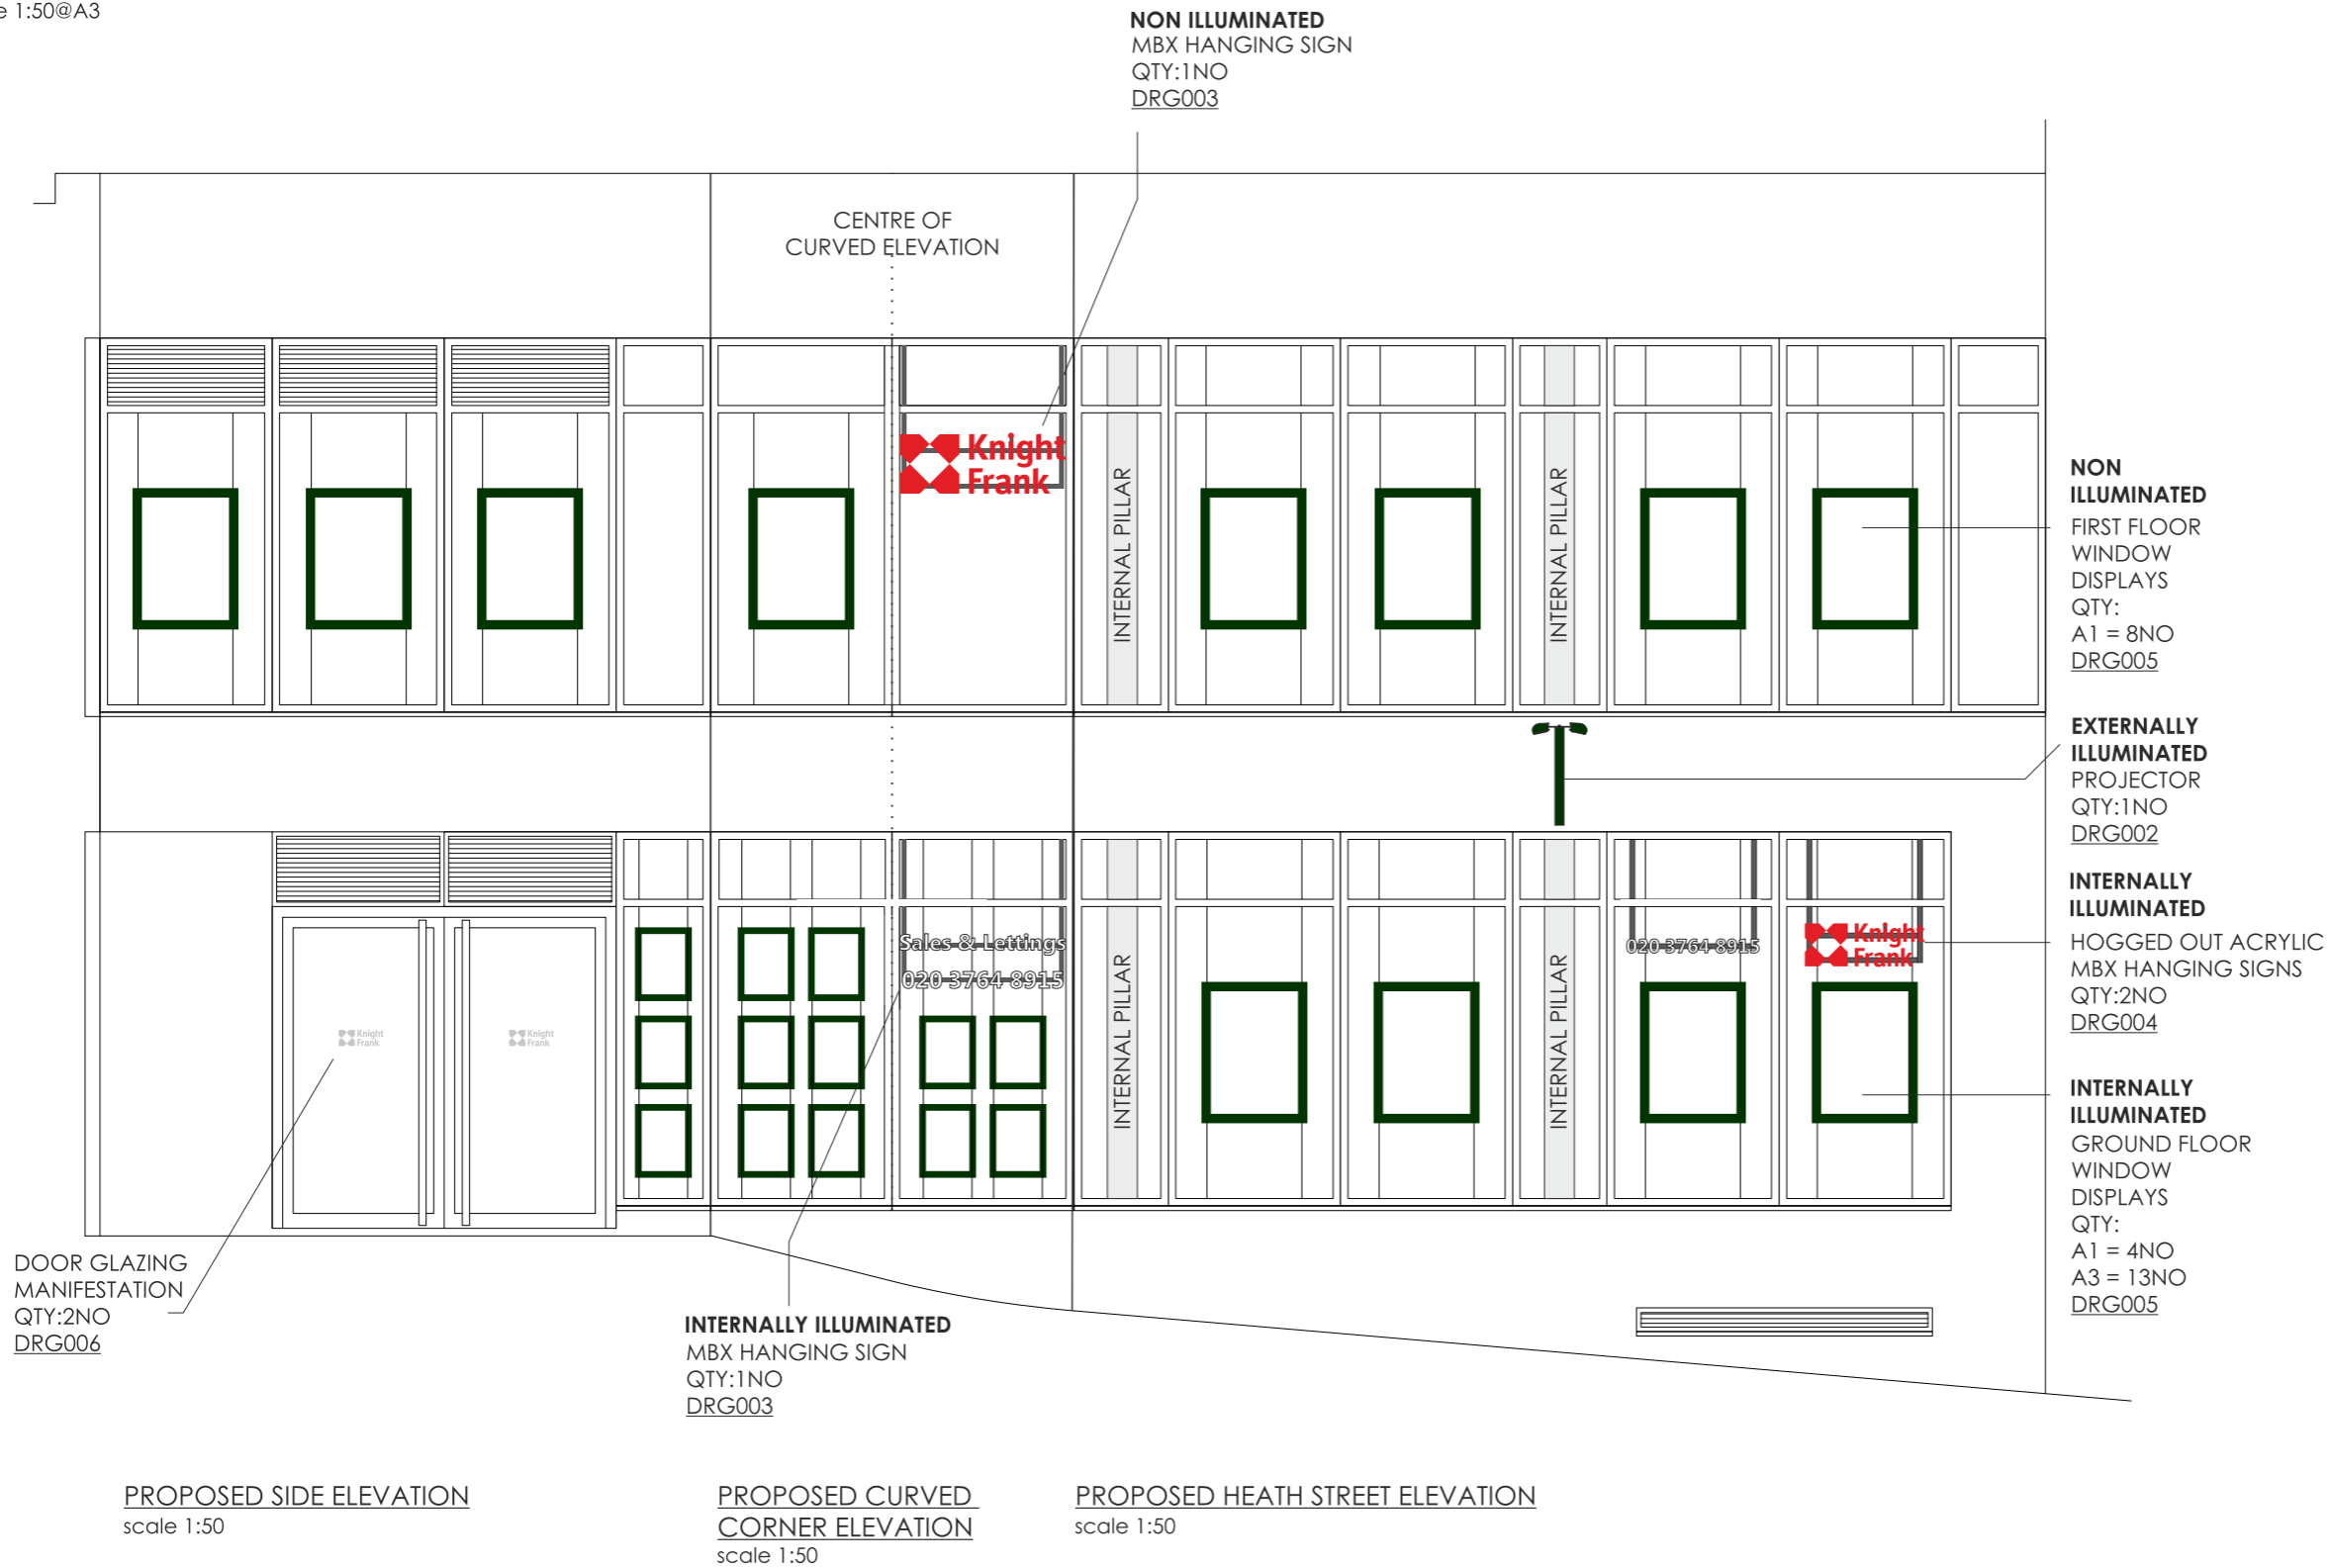 1:50@A3
NON ILLUMINATED
MBX HANGING SIGN
QTY:1NO
DRG003
CENTRE OF
CURVED ELEVATION
Knight
Frank
INTERNAL PILLAR
INTERNAL PILLAR
NON
ILLUMINATED
FIRST FLOOR
WINDOW
DISPLAYS
QTY:
A1 = 8NO
DRG005
EXTERNALLY
ILLUMINATED
PROJECTOR
QTY:1NO
DRG002
INTERNALLY
ILLUMINATED
HOGGED OUT ACRYLIC
MBX HANGING SIGNS
QTY:2NO
DRG004
Sales & Lettings
020 3764 8915
020 3764 8915
Knight
Frank
Knight
Frank
Knight
Frank
INTERNAL PILLAR
INTERNAL PILLAR
INTERNALLY
ILLUMINATED
GROUND FLOOR
WINDOW
DISPLAYS
QTY:
A1 = 4NO
A3 = 13NO
DRG005
DOOR GLAZING
MANIFESTATION
QTY:2NO
DRG006
INTERNALLY ILLUMINATED
MBX HANGING SIGN
QTY:1NO
DRG003
PROPOSED SIDE ELEVATION
scale 1:50
PROPOSED CURVED
CORNER ELEVATION
scale 1:50
PROPOSED HEATH STREET ELEVATION
scale 1:50